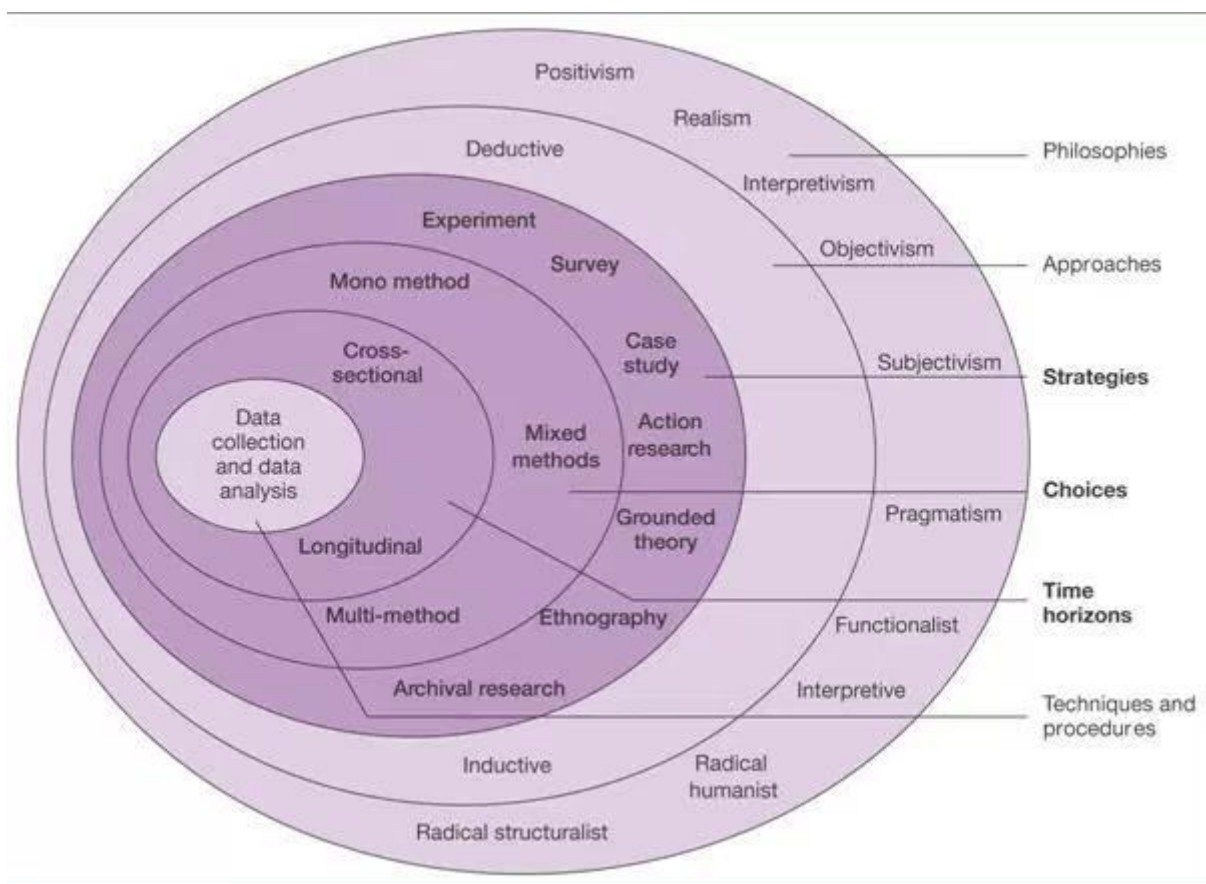 Positivism
Realism
Philosophies
Deductive
Interpretivism
Experiment
Objectivism
Approaches
Survey
Mono method
Cross-
sectional
Case
study
Subjectivism
Strategies
Data
collection
and data
analysis
Mixed
methods
Action
research
Choices
Pragmatism
Grounded
theory
Longitudinal
Time
horizons
Multi-method
Ethnography
Functionalist
Archival research
Interpretive
Techniques and
procedures
Inductive
Radical
humanist
Radical structuralist